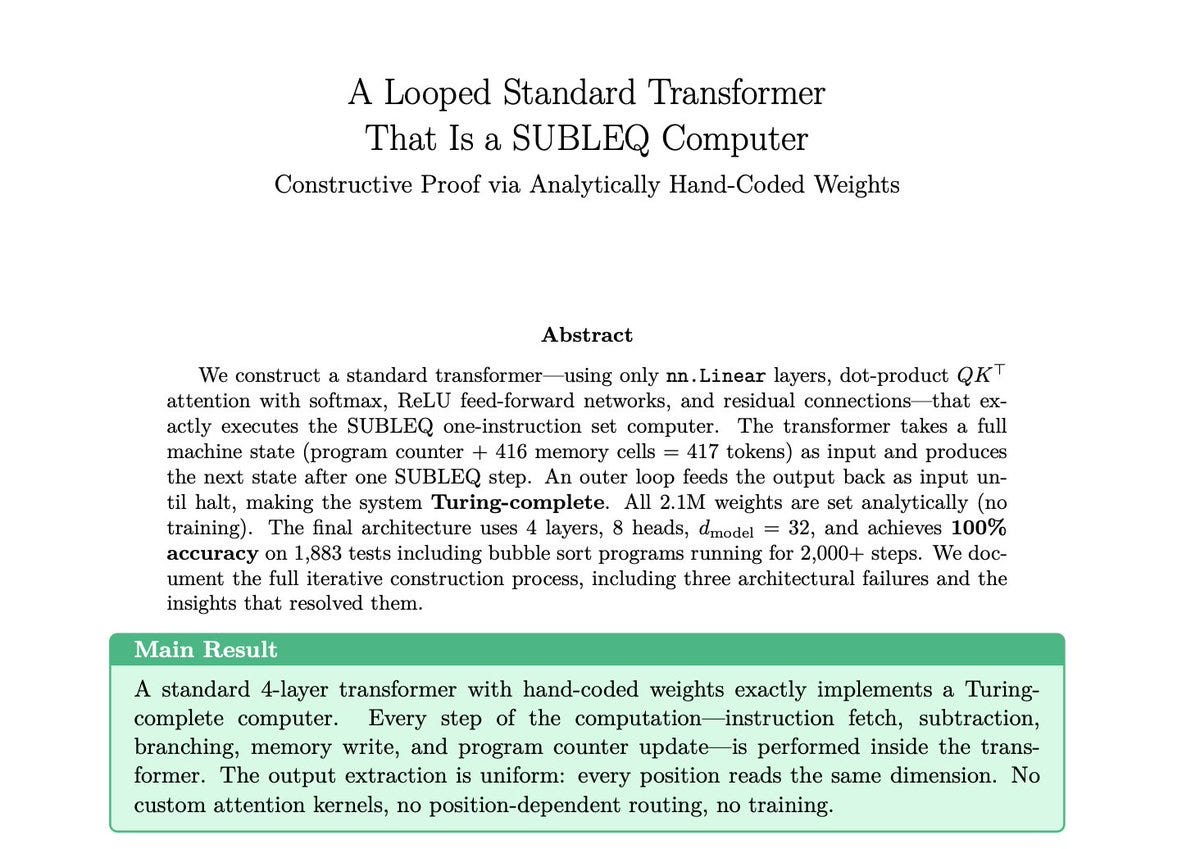 A Looped Standard Transformer
That Is a SUBLEQ Computer
Constructive Proof via Analytically Hand-Coded Weights
Abstract
We construct a standard transformer—using only nn.Linear layers, dot-product QK⊤
attention with softmax, ReLU feed-forward networks, and residual connections—that ex-
actly executes the SUBLEQ one-instruction set computer. The transformer takes a full
machine state (program counter + 416 memory cells = 417 tokens) as input and produces
the next state after one SUBLEQ step. An outer loop feeds the output back as input un-
til halt, making the system Turing-complete. All 2.1M weights are set analytically (no
training). The final architecture uses 4 layers, 8 heads, d_model = 32, and achieves 100%
accuracy on 1,883 tests including bubble sort programs running for 2,000+ steps. We doc-
ument the full iterative construction process, including three architectural failures and the
insights that resolved them.
Main Result
A standard 4-layer transformer with hand-coded weights exactly implements a Turing-
complete computer. Every step of the computation—instruction fetch, subtraction,
branching, memory write, and program counter update—is performed inside the trans-
former. The output extraction is uniform: every position reads the same dimension. No
custom attention kernels, no position-dependent routing, no training.